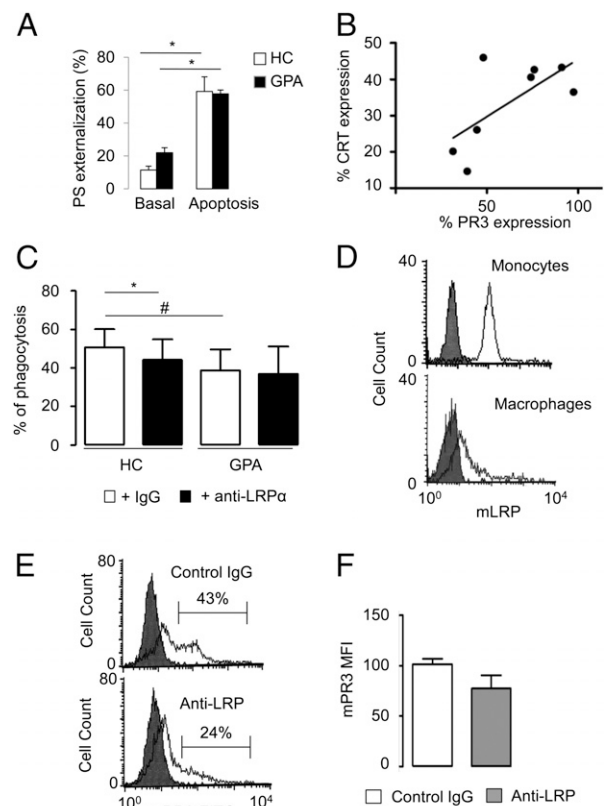 A
PS externalization (%)
80
60
40
20
0
*
*
HC
GPA
Basal Apoptosis
B
% CRT expression
50
40
30
20
10
50 100
% PR3 expression
C
% of phagocytosis
80
60
40
20
0
*
#
HC GPA
+ IgG + anti-LRPα
D
Cell Count
40
0
Monocytes
40
0
Macrophages
10⁰ 10⁴
mLRP
E
Cell Count
80
0
Control IgG
43%
Cell Count
80
0
Anti-LRP
24%
10⁰ 10⁴ 10⁴
F
mPR3 MFI
150
100
50
0
Control IgG Anti-LRP